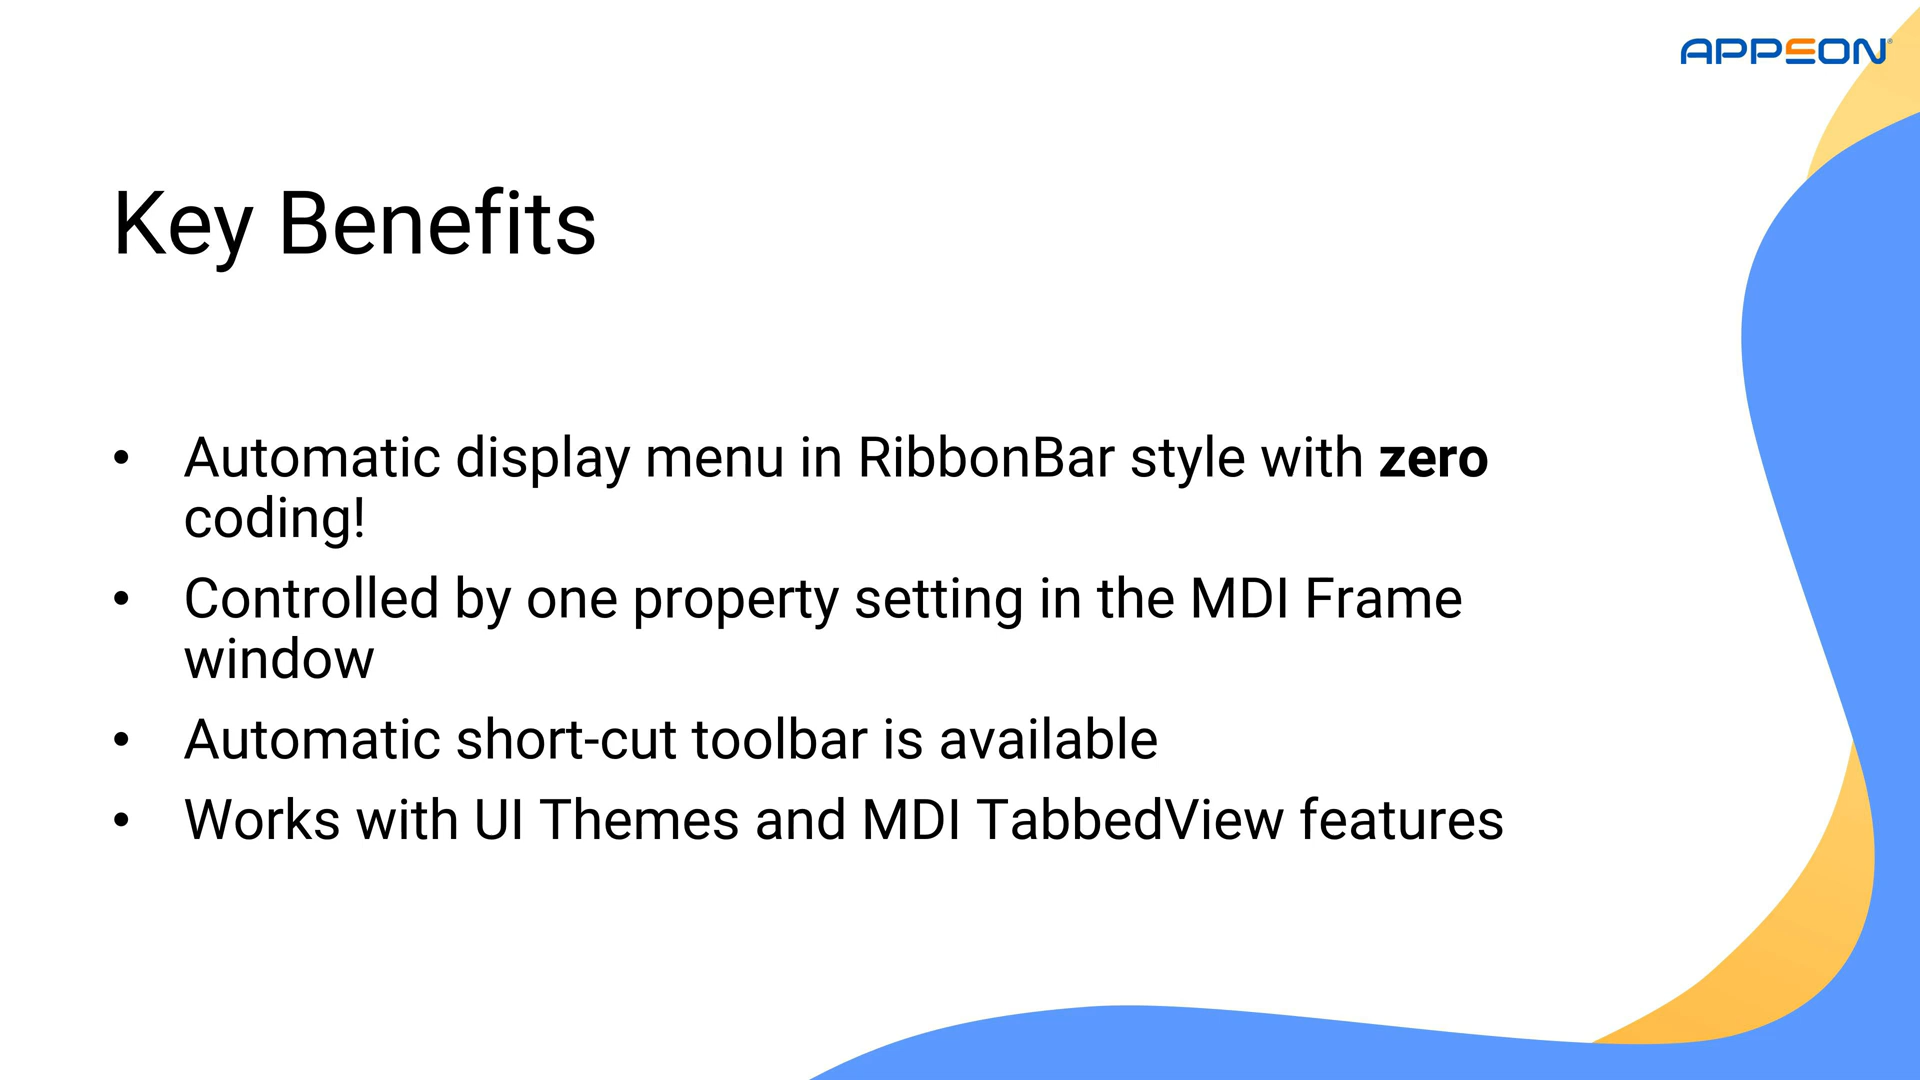 APPEON®
Key Benefits
• Automatic display menu in RibbonBar style with zero
coding!
• Controlled by one property setting in the MDI Frame
window
• Automatic short-cut toolbar is available
• Works with UI Themes and MDI TabbedView features